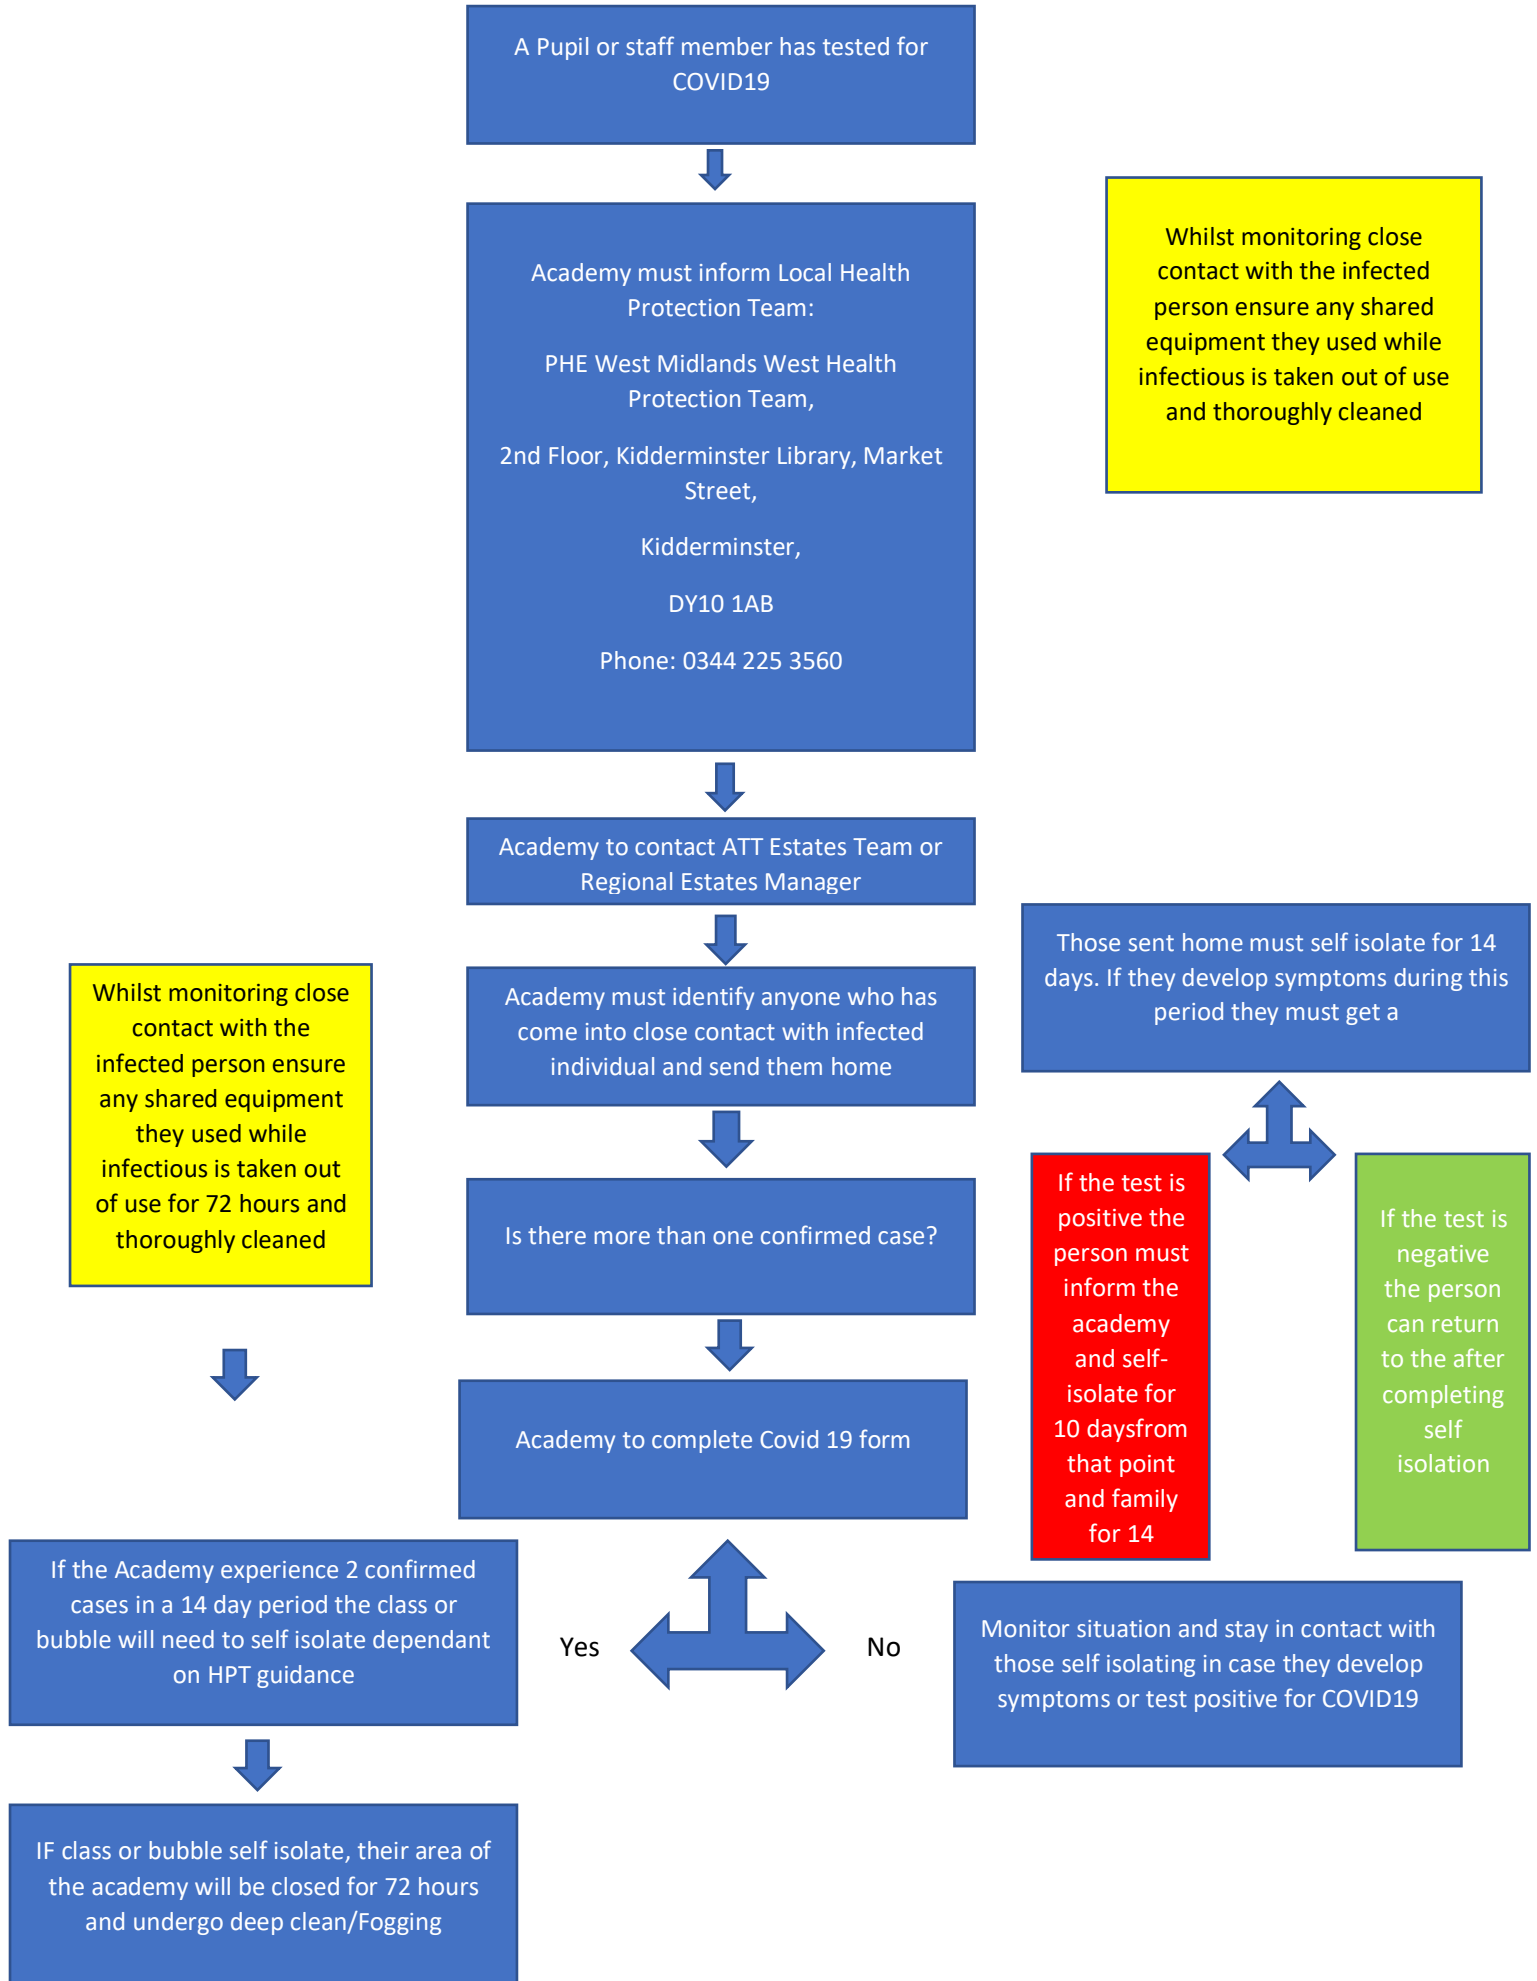 A Pupil or staff member has tested for
COVID19
Academy must inform Local Health
Protection Team:
PHE West Midlands West Health
Protection Team,
2nd Floor, Kidderminster Library, Market
Street,
Kidderminster,
DY10 1AB
Phone: 0344 225 3560
Whilst monitoring close
contact with the infected
person ensure any shared
equipment they used while
infectious is taken out of use
and thoroughly cleaned
Academy to contact ATT Estates Team or
Regional Estates Manager
Academy must identify anyone who has
come into close contact with infected
individual and send them home
Those sent home must self isolate for 14
days. If they develop symptoms during this
period they must get a
Whilst monitoring close
contact with the
infected person ensure
any shared equipment
they used while
infectious is taken out
of use for 72 hours and
thoroughly cleaned
Is there more than one confirmed case?
If the test is
positive the
person must
inform the
academy
and self-
isolate for
10 daysfrom
that point
and family
for 14
If the test is
negative
the person
can return
to the after
completing
self
isolation
Academy to complete Covid 19 form
If the Academy experience 2 confirmed
cases in a 14 day period the class or
bubble will need to self isolate dependant
on HPT guidance
Yes
No
Monitor situation and stay in contact with
those self isolating in case they develop
symptoms or test positive for COVID19
IF class or bubble self isolate, their area of
the academy will be closed for 72 hours
and undergo deep clean/Fogging